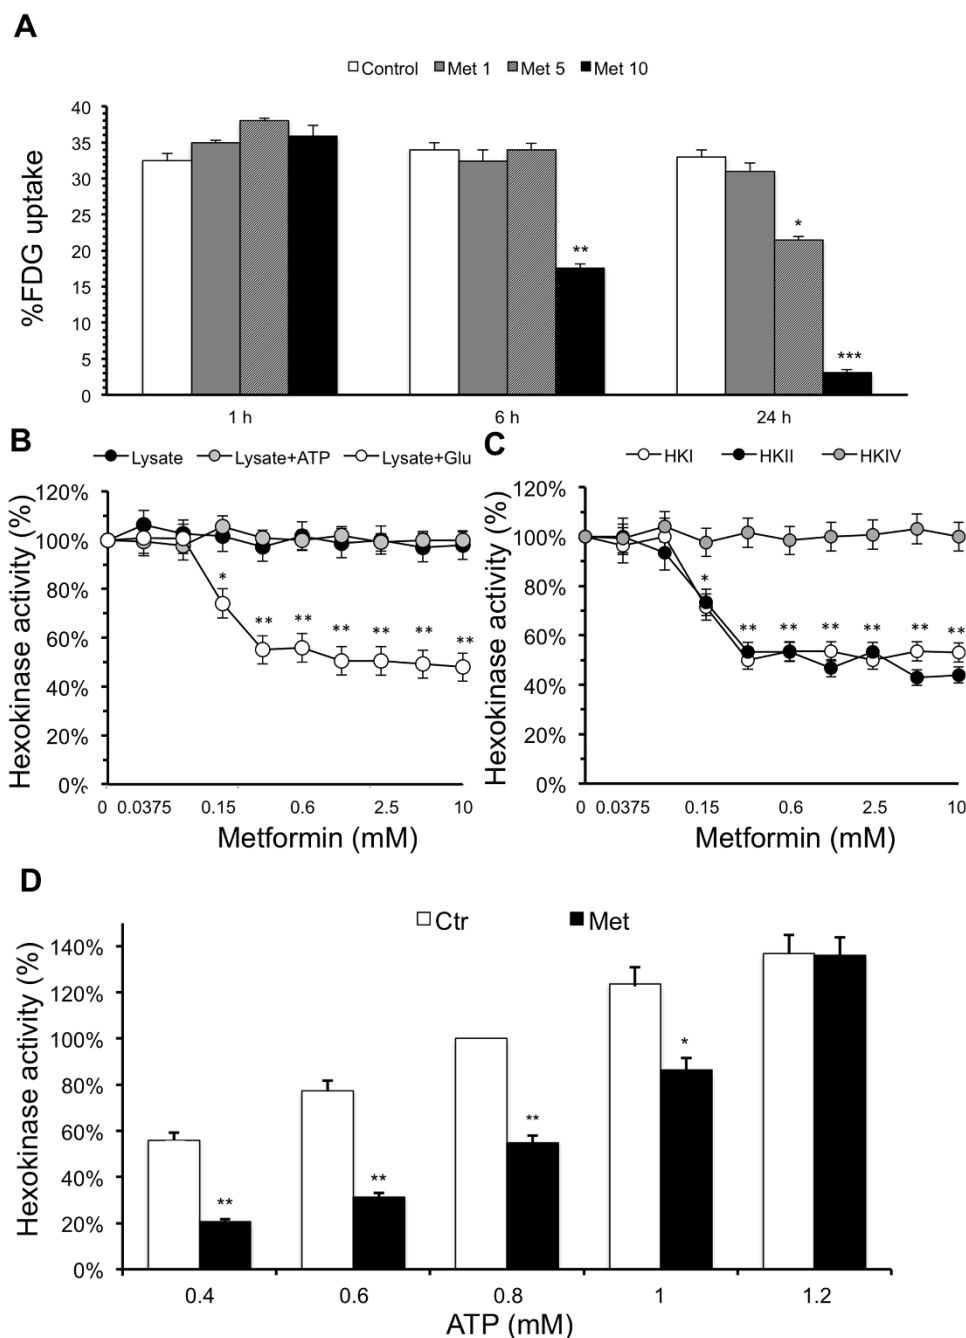 A
Control Met 1 Met 5 Met 10
40
35
30
25
20
15
10
5
0
%FDG uptake
**
*
***
1 h 6 h 24 h
B
Lysate Lysate+ATP Lysate+Glu
120%
100%
80%
60%
40%
20%
0%
Hexokinase activity (%)
* ** ** ** ** ** **
0 0.0375 0.15 0.6 2.5 10
Metformin (mM)
C
HKI HKII HKIV
120%
100%
80%
60%
40%
20%
0%
Hexokinase activity (%)
* ** ** ** ** ** **
0 0.0375 0.15 0.6 2.5 10
Metformin (mM)
D
Ctr Met
140%
120%
100%
80%
60%
40%
20%
0%
Hexokinase activity (%)
** ** ** *
0.4 0.6 0.8 1 1.2
ATP (mM)